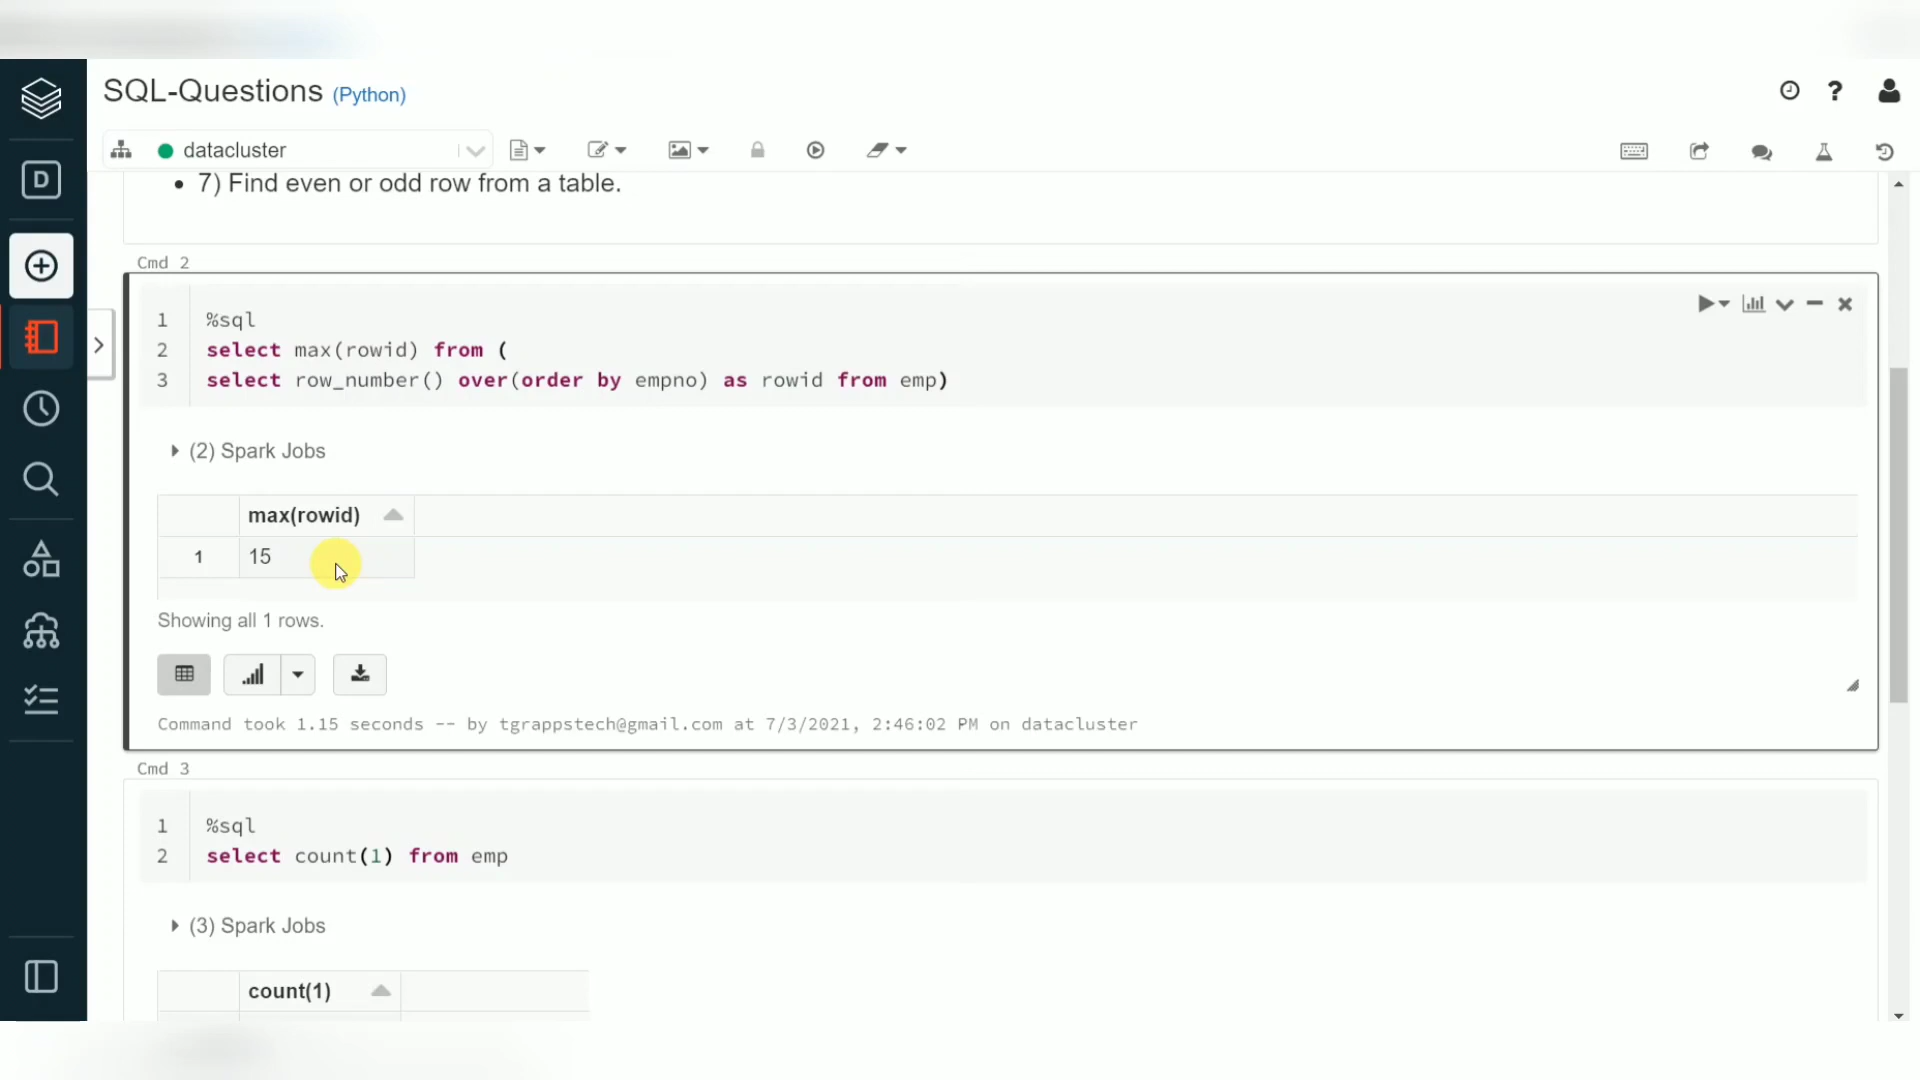 SQL-Questions (Python)
datacluster
D
• 7) Find even or odd row from a table.
Cmd 2
1 %sql
2 select max(rowid) from (
3 select row_number() over(order by empno) as rowid from emp)
(2) Spark Jobs
max(rowid)
1 15
Showing all 1 rows.
Command took 1.15 seconds -- by tgrappstech@gmail.com at 7/3/2021, 2:46:02 PM on datacluster
Cmd 3
1 %sql
2 select count(1) from emp
(3) Spark Jobs
count(1)